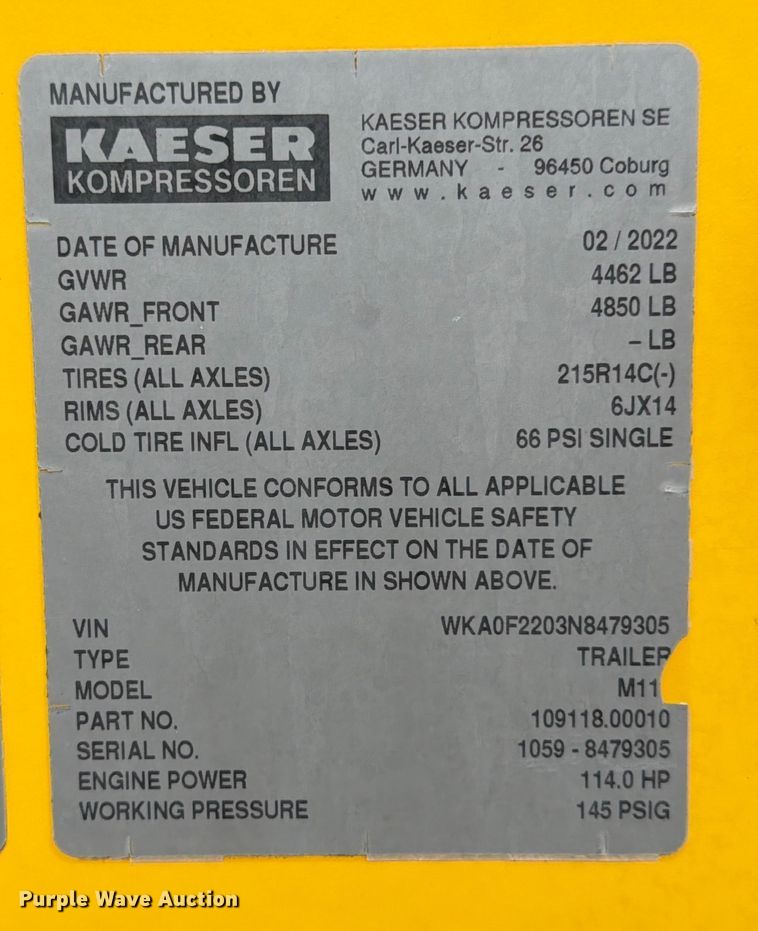 MANUFACTURED BY
KAESER
KOMPRESSOREN
KAESER KOMPRESSOREN SE
Carl-Kaeser-Str. 26
GERMANY - 96450 Coburg
www.kaeser.com
DATE OF MANUFACTURE 02 / 2022
GVWR 4462 LB
GAWR_FRONT 4850 LB
GAWR_REAR – LB
TIRES (ALL AXLES) 215R14C(-)
RIMS (ALL AXLES) 6JX14
COLD TIRE INFL (ALL AXLES) 66 PSI SINGLE
THIS VEHICLE CONFORMS TO ALL APPLICABLE
US FEDERAL MOTOR VEHICLE SAFETY
STANDARDS IN EFFECT ON THE DATE OF
MANUFACTURE IN SHOWN ABOVE.
VIN WKA0F2203N8479305
TYPE TRAILER
MODEL M11
PART NO. 109118.00010
SERIAL NO. 1059 - 8479305
ENGINE POWER 114.0 HP
WORKING PRESSURE 145 PSIG
Purple Wave Auction